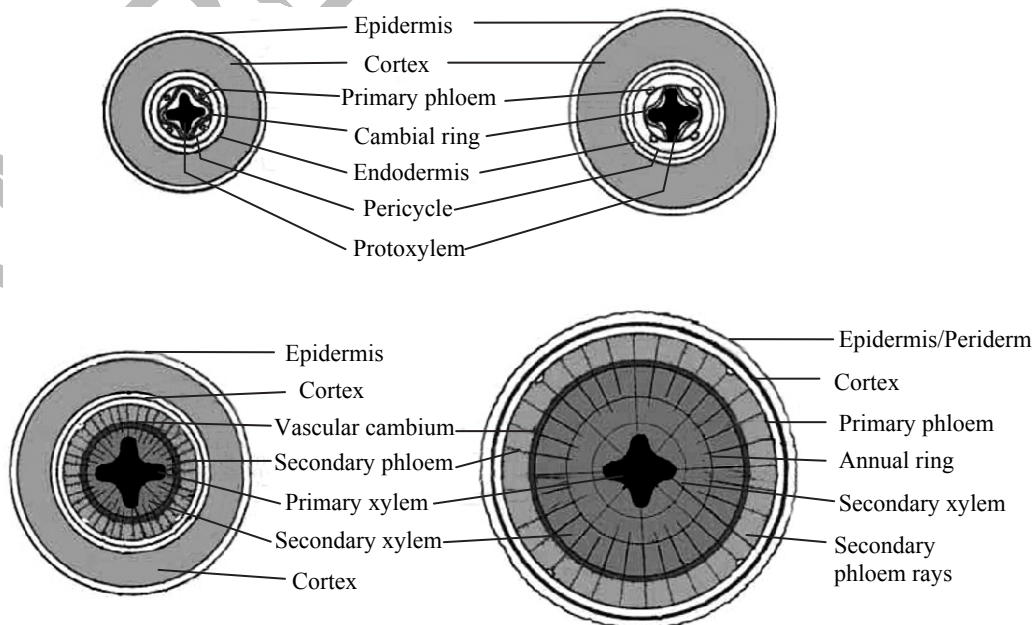 Epidermis
Cortex
Primary phloem
Cambial ring
Endodermis
Pericycle
Protoxylem
Epidermis
Cortex
Vascular cambium
Secondary phloem
Primary xylem
Secondary xylem
Cortex
Epidermis/Periderm
Cortex
Primary phloem
Annual ring
Secondary xylem
Secondary
phloem rays